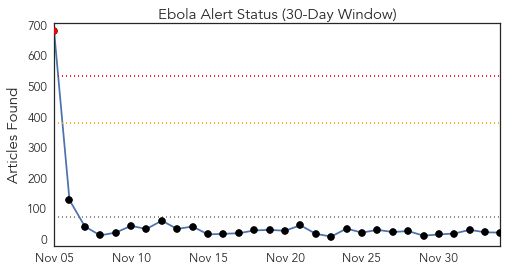 Ebola Alert Status (30-Day Window)
Articles Found
700
600
500
400
300
200
100
0
Nov 05 Nov 10 Nov 15 Nov 20 Nov 25 Nov 30